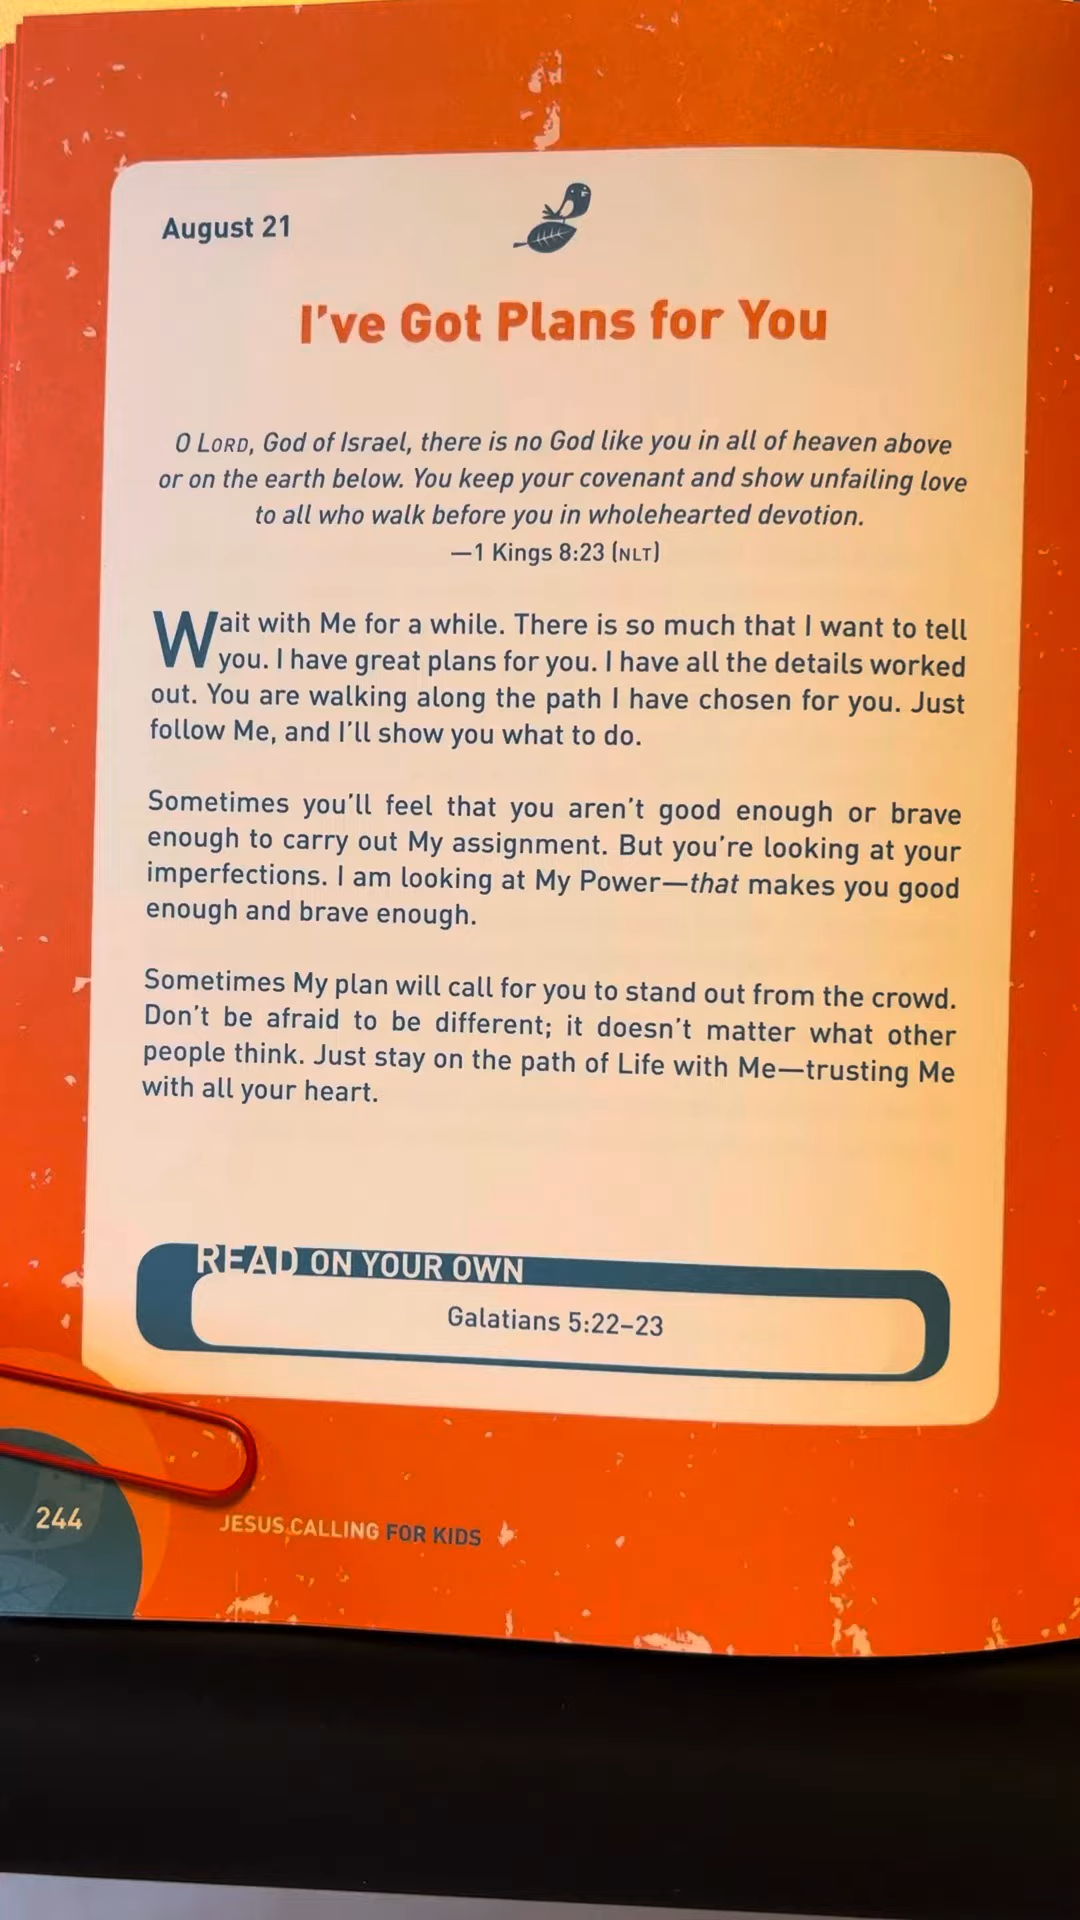 August 21
I've Got Plans for You
O LORD, God of Israel, there is no God like you in all of heaven above
or on the earth below. You keep your covenant and show unfailing love
to all who walk before you in wholehearted devotion.
—1 Kings 8:23 (NLT)
Wait with Me for a while. There is so much that I want to tell
you. I have great plans for you. I have all the details worked
out. You are walking along the path I have chosen for you. Just
follow Me, and I'll show you what to do.
Sometimes you'll feel that you aren't good enough or brave
enough to carry out My assignment. But you're looking at your
imperfections. I am looking at My Power—that makes you good
enough and brave enough.
Sometimes My plan will call for you to stand out from the crowd.
Don't be afraid to be different; it doesn't matter what other
people think. Just stay on the path of Life with Me—trusting Me
with all your heart.
READ ON YOUR OWN
Galatians 5:22–23
244
JESUS CALLING FOR KIDS